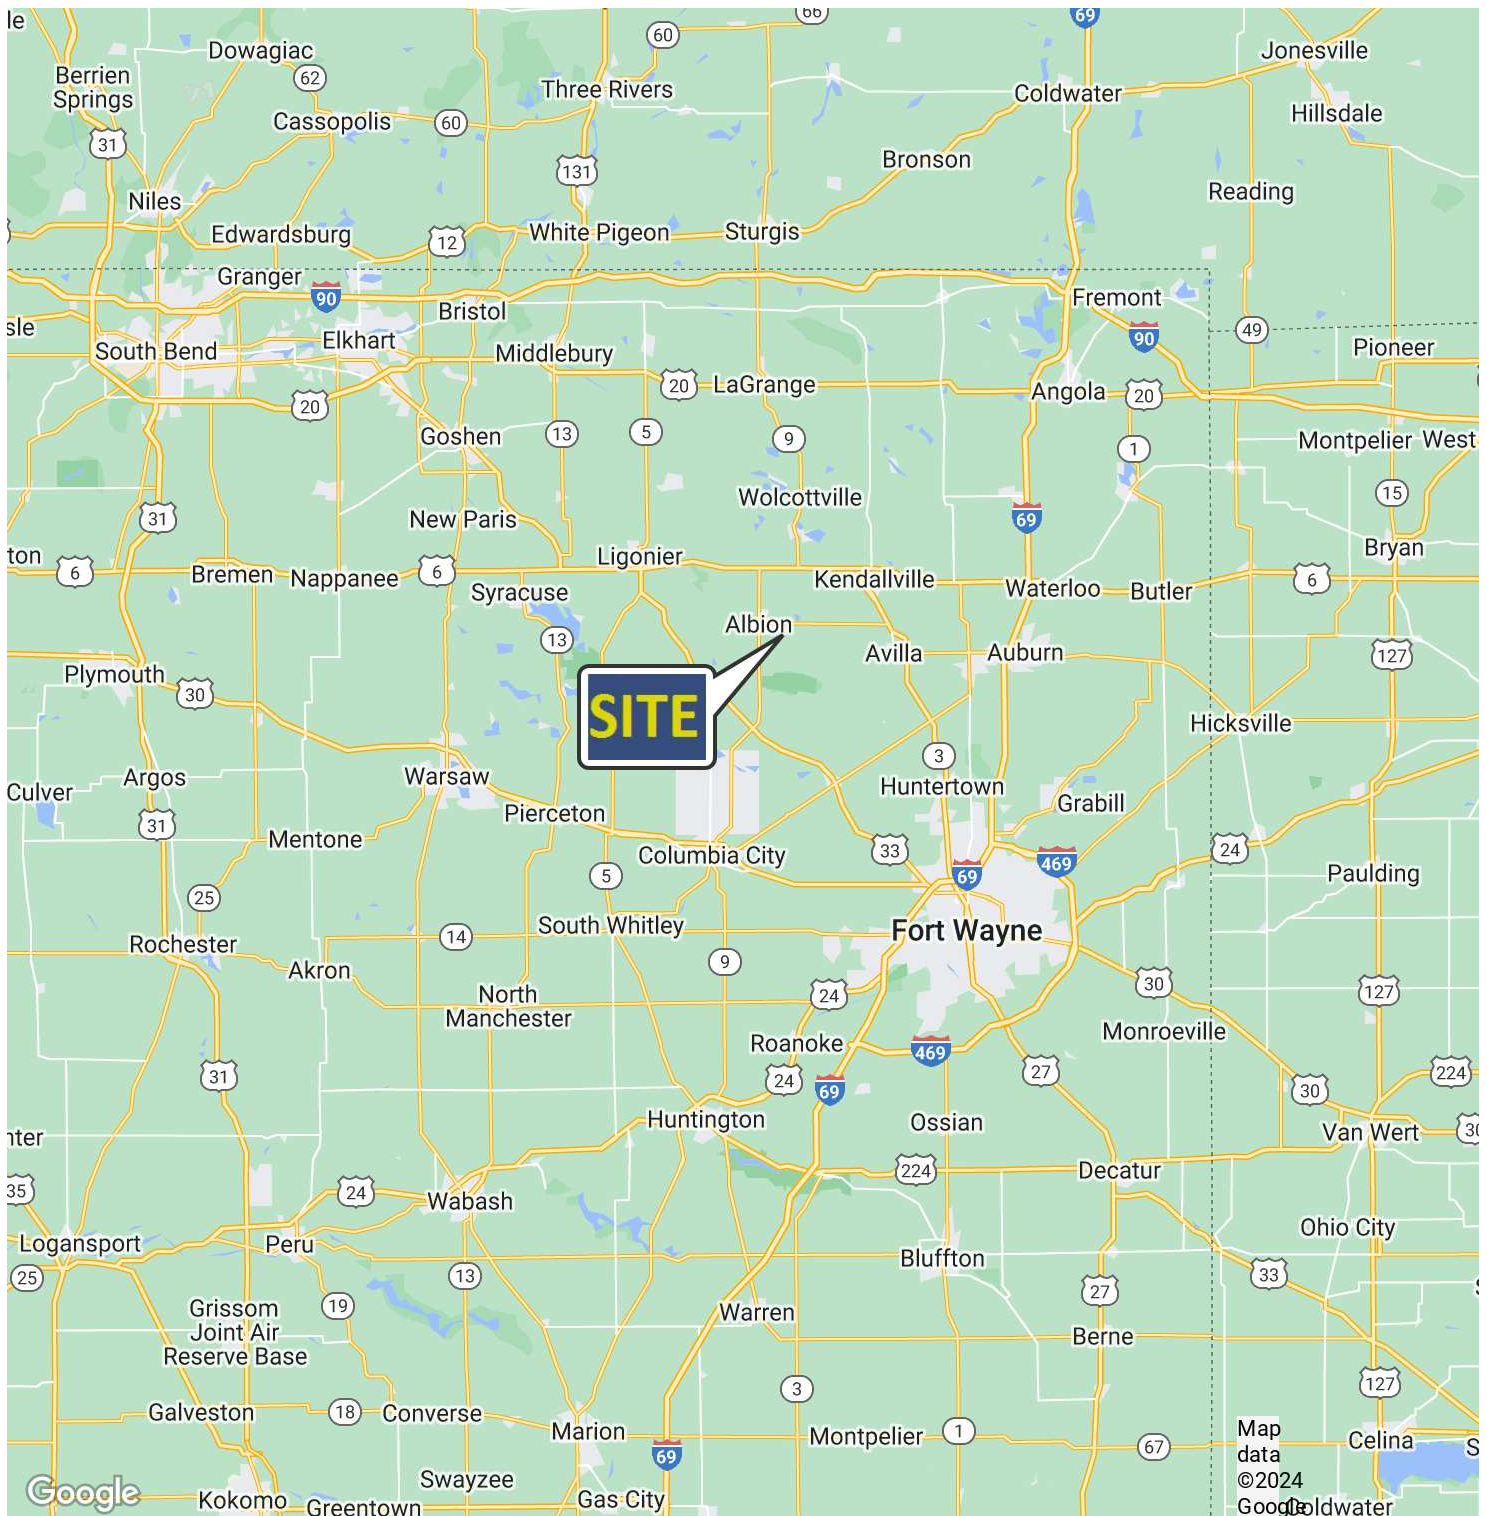 le
66
69
Dowagiac
60
Jonesville
Berrien
Springs
62
Three Rivers
Coldwater
Hillsdale
Cassopolis
60
31
131
Bronson
Reading
Niles
Edwardsburg
12
White Pigeon
Sturgis
Granger
90
Fremont
Bristol
sle
49
Elkhart
90
South Bend
Middlebury
Pioneer
20
LaGrange
Angola
20
20
Goshen
13
5
9
1
Montpelier
West
Wolcottville
15
31
New Paris
69
Bryan
ton
6
Bremen
Nappanee
6
Ligonier
Kendallville
Waterloo
Butler
6
Syracuse
Albion
13
Avilla
Auburn
127
Plymouth
30
SITE
Hicksville
3
Culver
Argos
Warsaw
Huntertown
Grabill
Pierceton
31
Mentone
Columbia City
33
469
24
69
5
Paulding
25
South Whitley
Fort Wayne
14
Rochester
Akron
9
30
North
Manchester
24
127
Monroeville
Roanoke
469
31
24
69
27
224
30
Huntington
Ossian
Van Wert
30
nter
224
Decatur
35
24
Wabash
Logansport
Peru
Bluffton
Ohio City
25
13
33
19
27
Grissom
Joint Air
Reserve Base
Warren
Berne
3
127
Galveston
18
Converse
Marion
Montpelier
1
67
Celina
S
69
Map
data
©2024
Google
Swayzee
Google
Kokomo
Greentown
Gas City
Coldwater